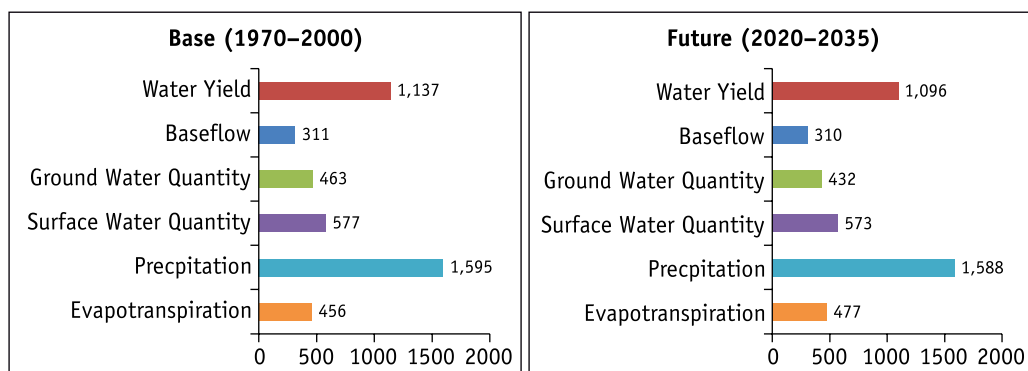 Base (1970–2000)
Water Yield 1,137
Baseflow 311
Ground Water Quantity 463
Surface Water Quantity 577
Precpitation 1,595
Evapotranspiration 456
0 500 1000 1500 2000
Future (2020–2035)
Water Yield 1,096
Baseflow 310
Ground Water Quantity 432
Surface Water Quantity 573
Precpitation 1,588
Evapotranspiration 477
0 500 1000 1500 2000